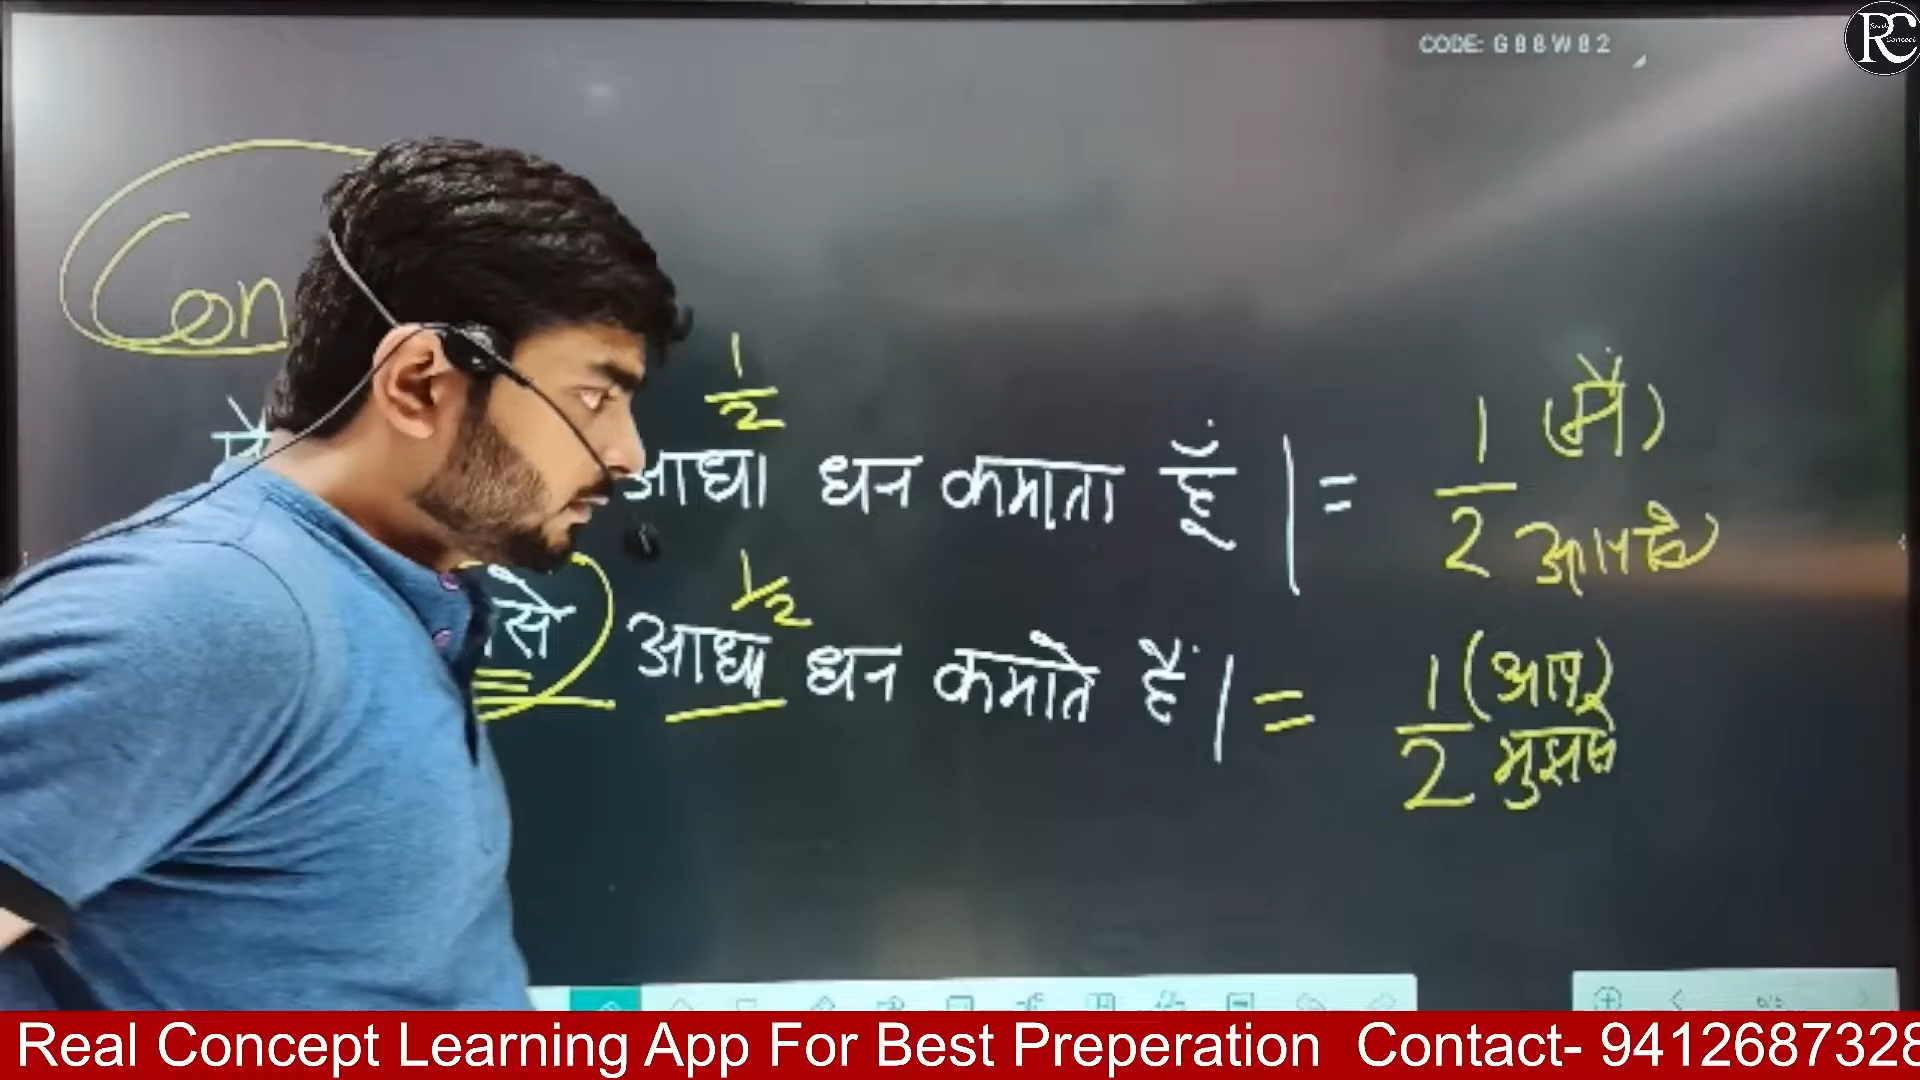 CODE: G88W82
RC
Con
1
2
आधा धन कमाता हूँ | = 1 (मैं)
2 आपसे
1/2
से आधा धन कमाते हैं | = 1 (आप)
2 मुझसे
Real Concept Learning App For Best Preperation Contact- 9412687328